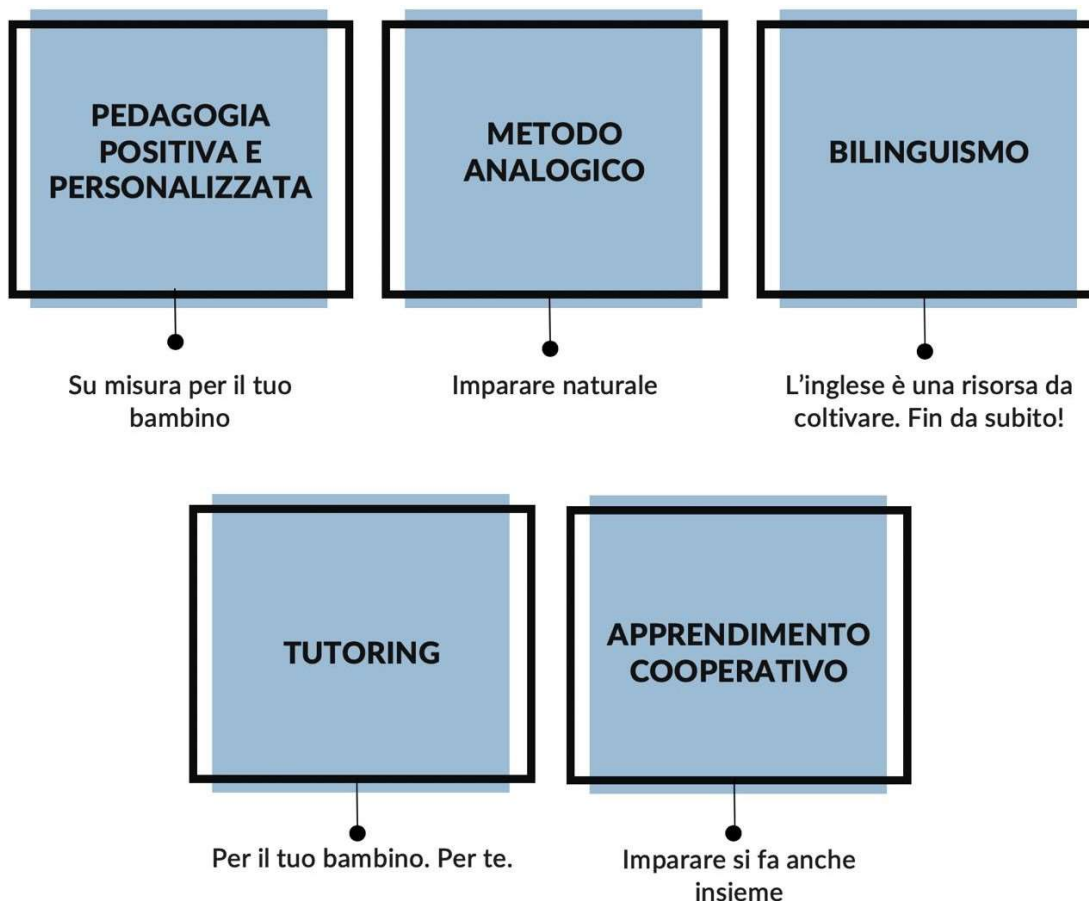 PEDAGOGIA
POSITIVA E
PERSONALIZZATA
METODO
ANALOGICO
BILINGUISMO
Su misura per il tuo
bambino
Imparare naturale
L'inglese è una risorsa da
coltivare. Fin da subito!
TUTORING
APPRENDIMENTO
COOPERATIVO
Per il tuo bambino. Per te.
Imparare si fa anche
insieme